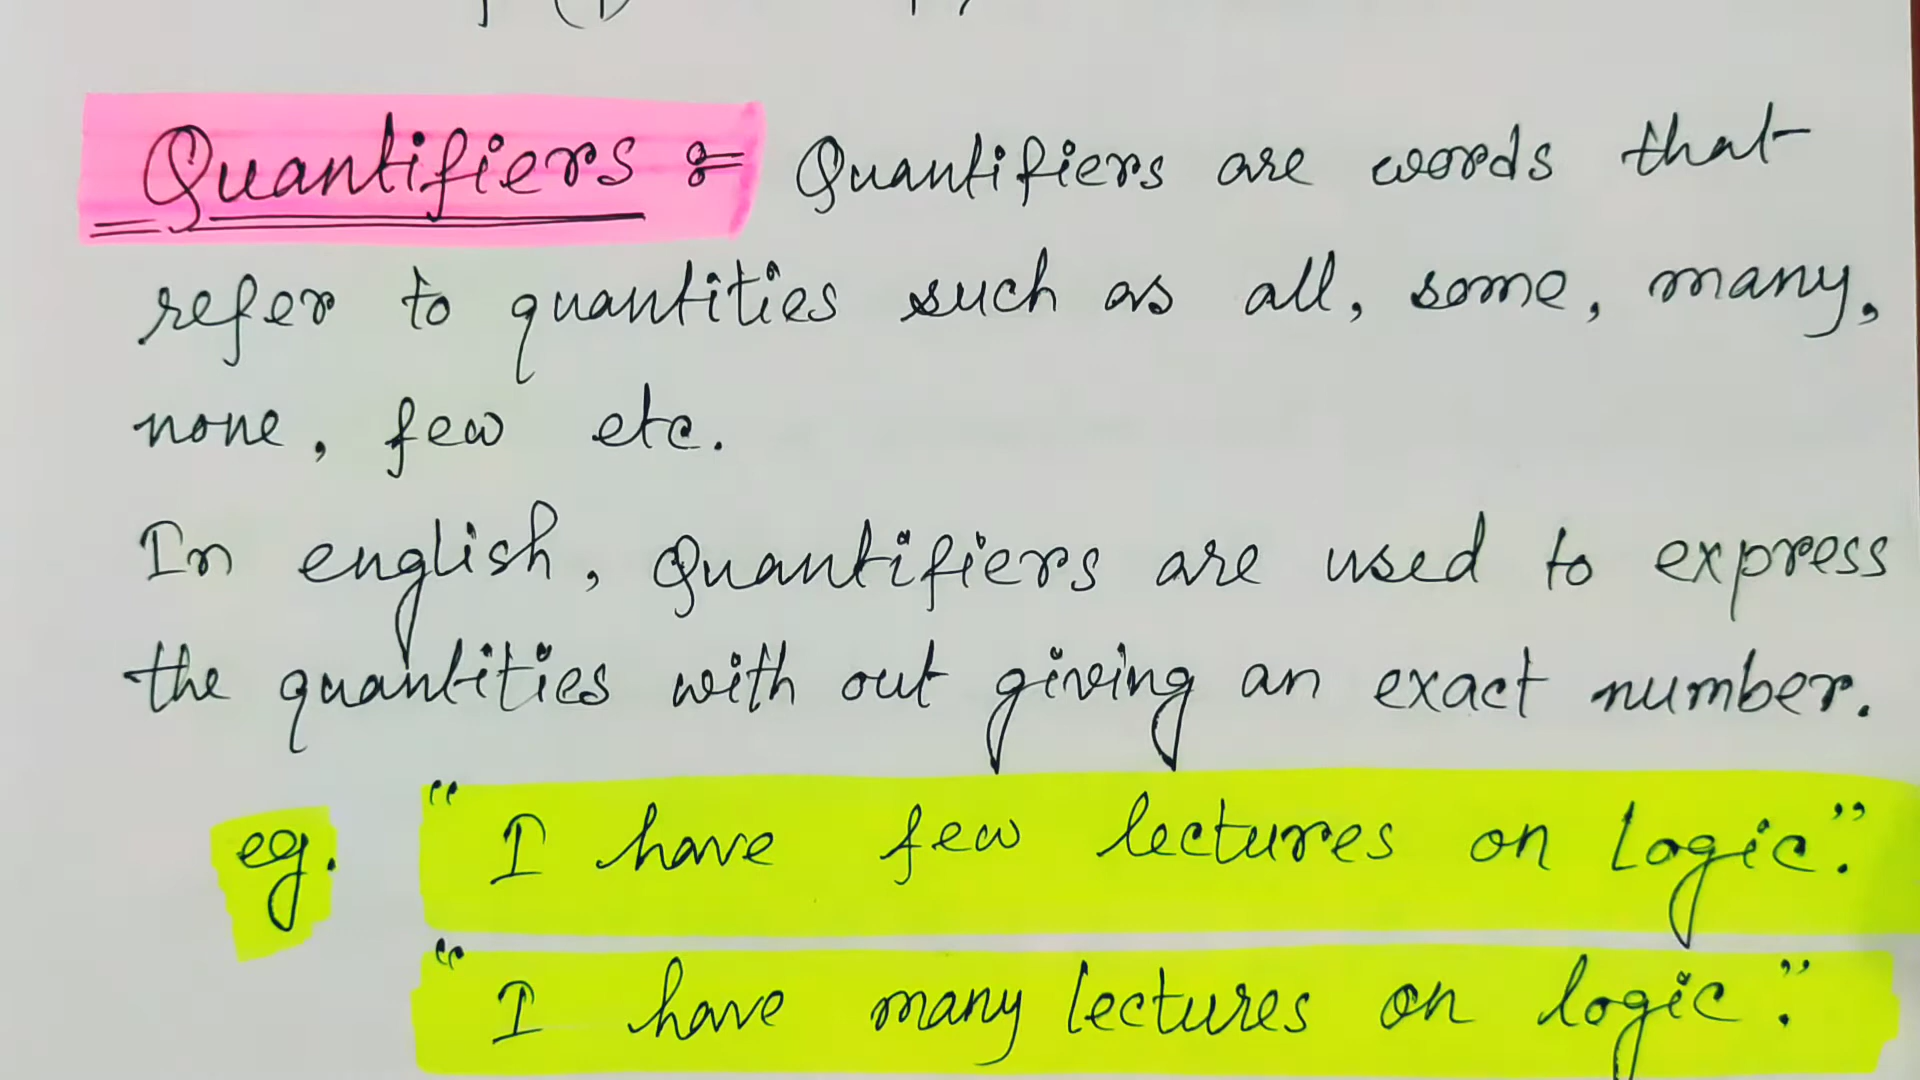 Quantifiers :- Quantifiers are words that
refer to quantities such as all, some, many,
none, few etc.
In english, Quantifiers are used to express
the quantities with out giving an exact number.
eg. "I have few lectures on Logic".
"I have many lectures on logic".